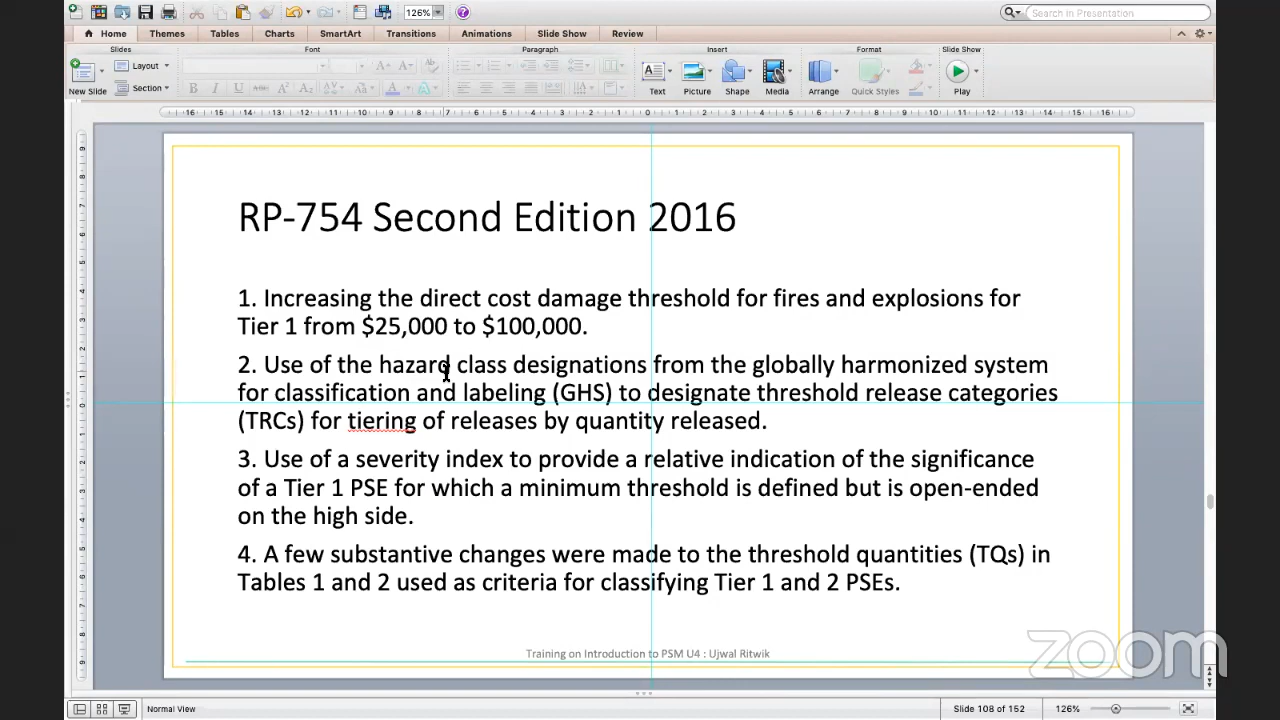 126%
Search in Presentation
Home Themes Tables Charts SmartArt Transitions Animations Slide Show Review
Slides Font Paragraph Insert Format Slide Show
New Slide Layout Section Text Picture Shape Media Arrange Quick Styles Play
RP-754 Second Edition 2016
1. Increasing the direct cost damage threshold for fires and explosions for
Tier 1 from $25,000 to $100,000.
2. Use of the hazard class designations from the globally harmonized system
for classification and labeling (GHS) to designate threshold release categories
(TRCs) for tiering of releases by quantity released.
3. Use of a severity index to provide a relative indication of the significance
of a Tier 1 PSE for which a minimum threshold is defined but is open-ended
on the high side.
4. A few substantive changes were made to the threshold quantities (TQs) in
Tables 1 and 2 used as criteria for classifying Tier 1 and 2 PSEs.
Training on Introduction to PSM U4 : Ujwal Ritwik
zoom
Normal View Slide 108 of 152 126%